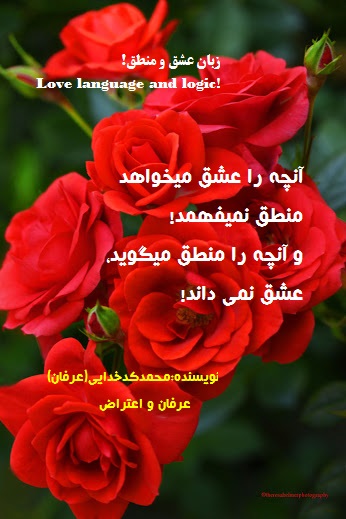 زبان عشق و منطق!
Love language and logic!
آنچه را عشق میخواهد
منطق نمیفهمد!
و آنچه را منطق میگوید،
عشق نمی داند!
نویسنده:محمدکدخدایی(عرفان)
عرفان و اعتراض